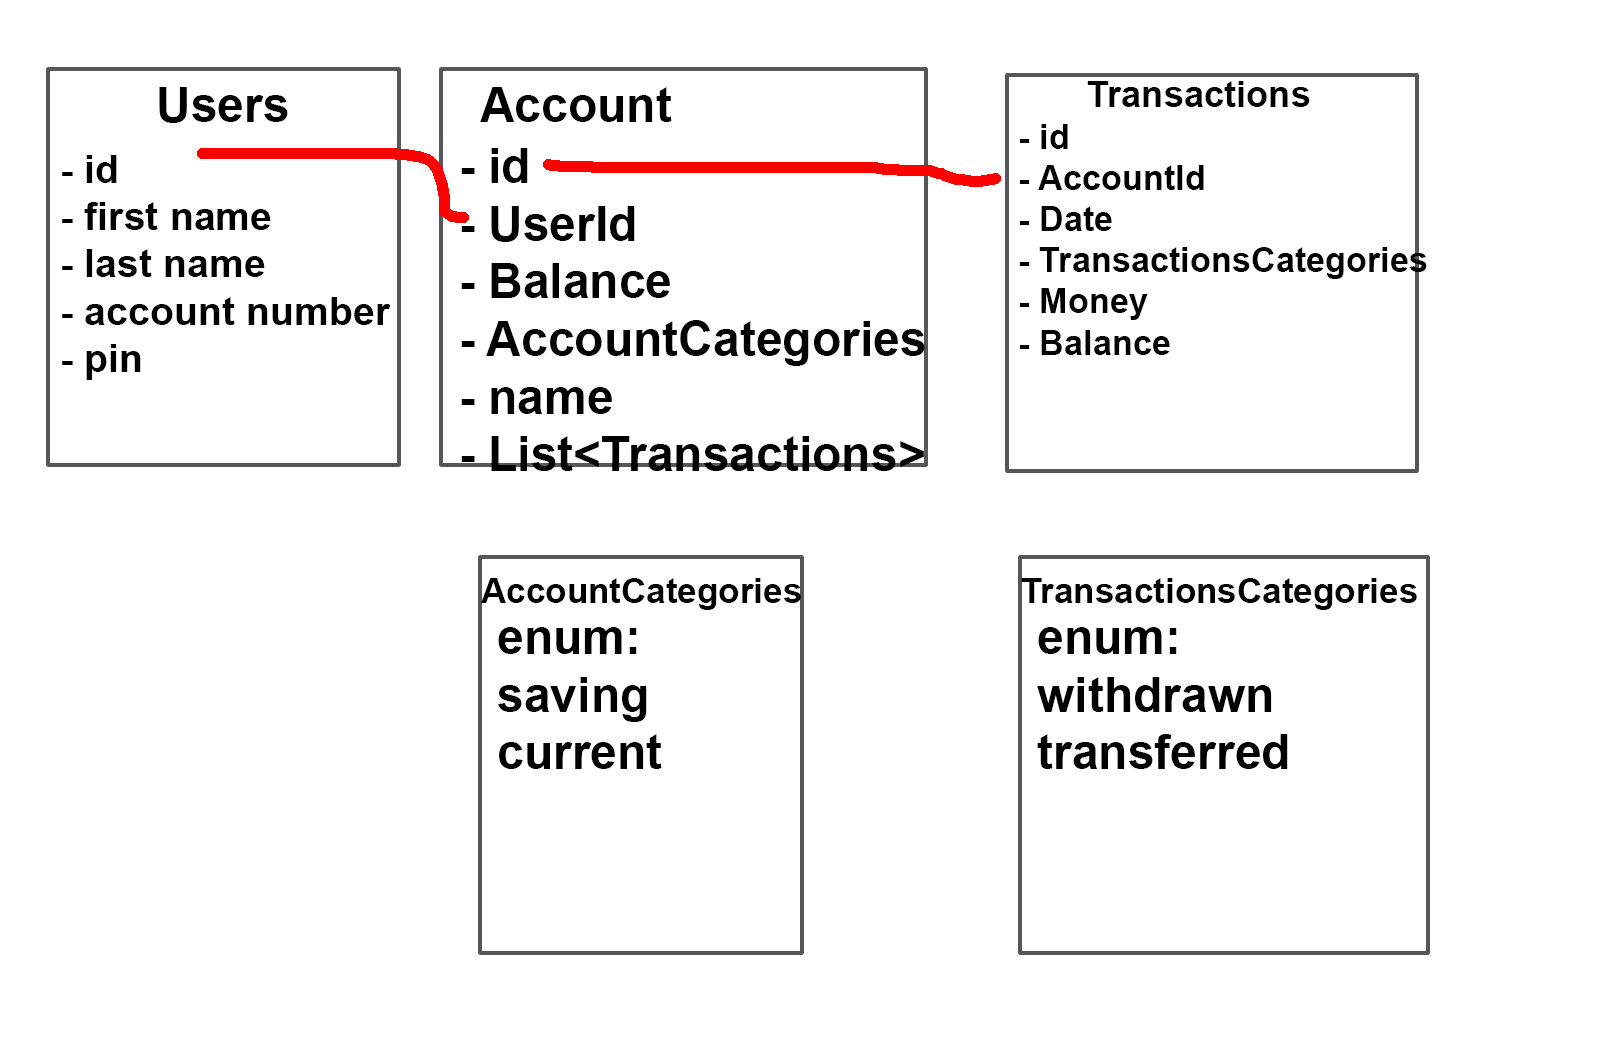 Users
- id
- first name
- last name
- account number
- pin
Account
- id
- UserId
- Balance
- AccountCategories
- name
- List<Transactions>
Transactions
- id
- AccountId
- Date
- TransactionsCategories
- Money
- Balance
AccountCategories
enum:
saving
current
TransactionsCategories
enum:
withdrawn
transferred